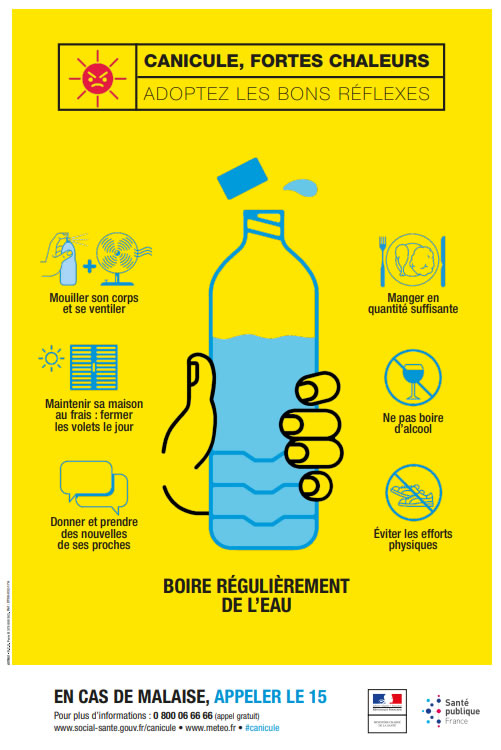 CANICULE, FORTES CHALEURS
ADOPTEZ LES BONS RÉFLEXES
Mouiller son corps
et se ventiler
Maintenir sa maison
au frais : fermer
les volets le jour
Donner et prendre
des nouvelles
de ses proches
Manger en
quantité suffisante
Ne pas boire
d'alcool
Éviter les efforts
physiques
BOIRE RÉGULIÈREMENT
DE L'EAU
EN CAS DE MALAISE, APPELER LE 15
Pour plus d'informations : 0 800 06 66 66 (appel gratuit)
www.social-sante.gouv.fr/canicule • www.meteo.fr • #canicule
Santé
publique
France